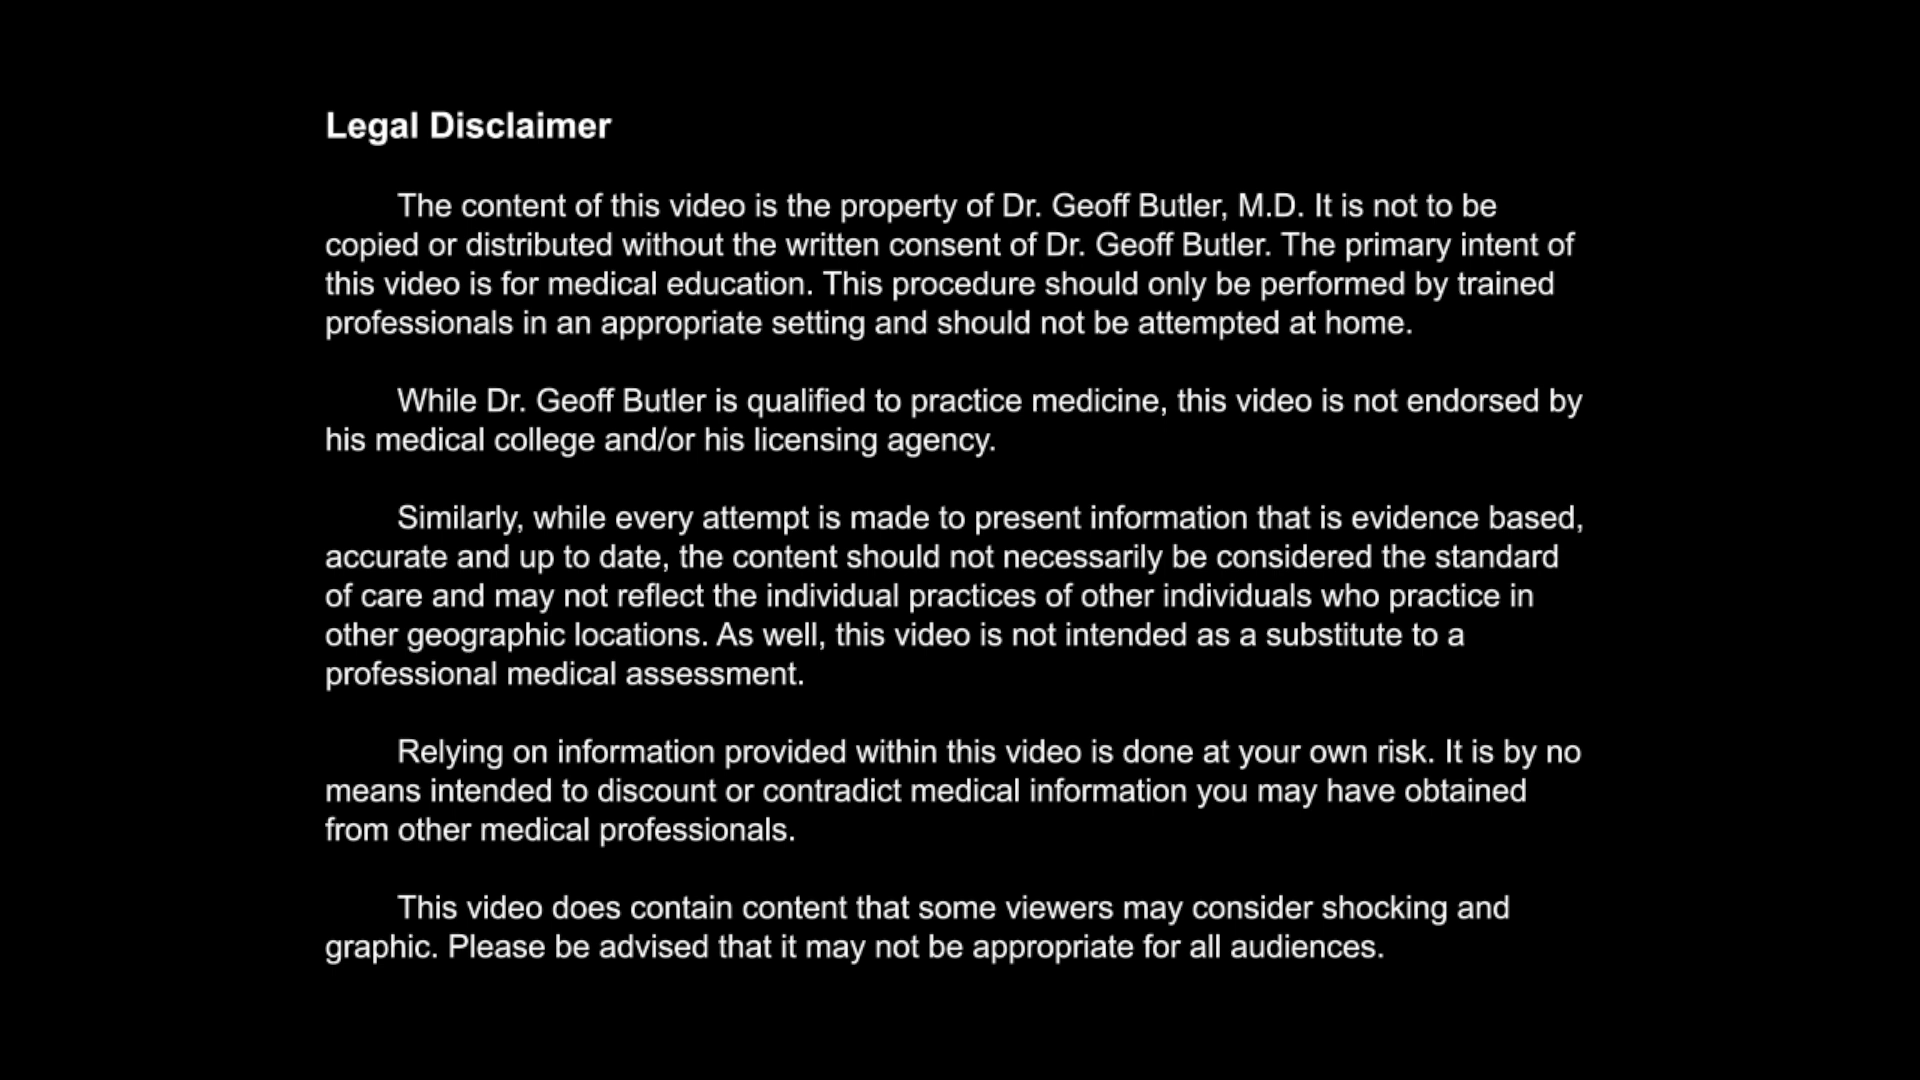 Legal Disclaimer
The content of this video is the property of Dr. Geoff Butler, M.D. It is not to be
copied or distributed without the written consent of Dr. Geoff Butler. The primary intent of
this video is for medical education. This procedure should only be performed by trained
professionals in an appropriate setting and should not be attempted at home.
While Dr. Geoff Butler is qualified to practice medicine, this video is not endorsed by
his medical college and/or his licensing agency.
Similarly, while every attempt is made to present information that is evidence based,
accurate and up to date, the content should not necessarily be considered the standard
of care and may not reflect the individual practices of other individuals who practice in
other geographic locations. As well, this video is not intended as a substitute to a
professional medical assessment.
Relying on information provided within this video is done at your own risk. It is by no
means intended to discount or contradict medical information you may have obtained
from other medical professionals.
This video does contain content that some viewers may consider shocking and
graphic. Please be advised that it may not be appropriate for all audiences.